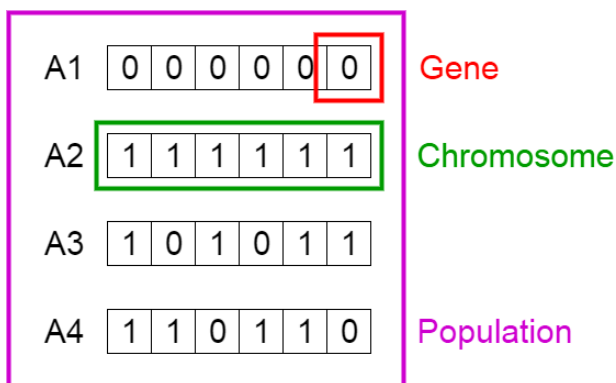 A1 0 0 0 0 0 0 Gene
A2 1 1 1 1 1 1 Chromosome
A3 1 0 1 0 1 1
A4 1 1 0 1 1 0 Population